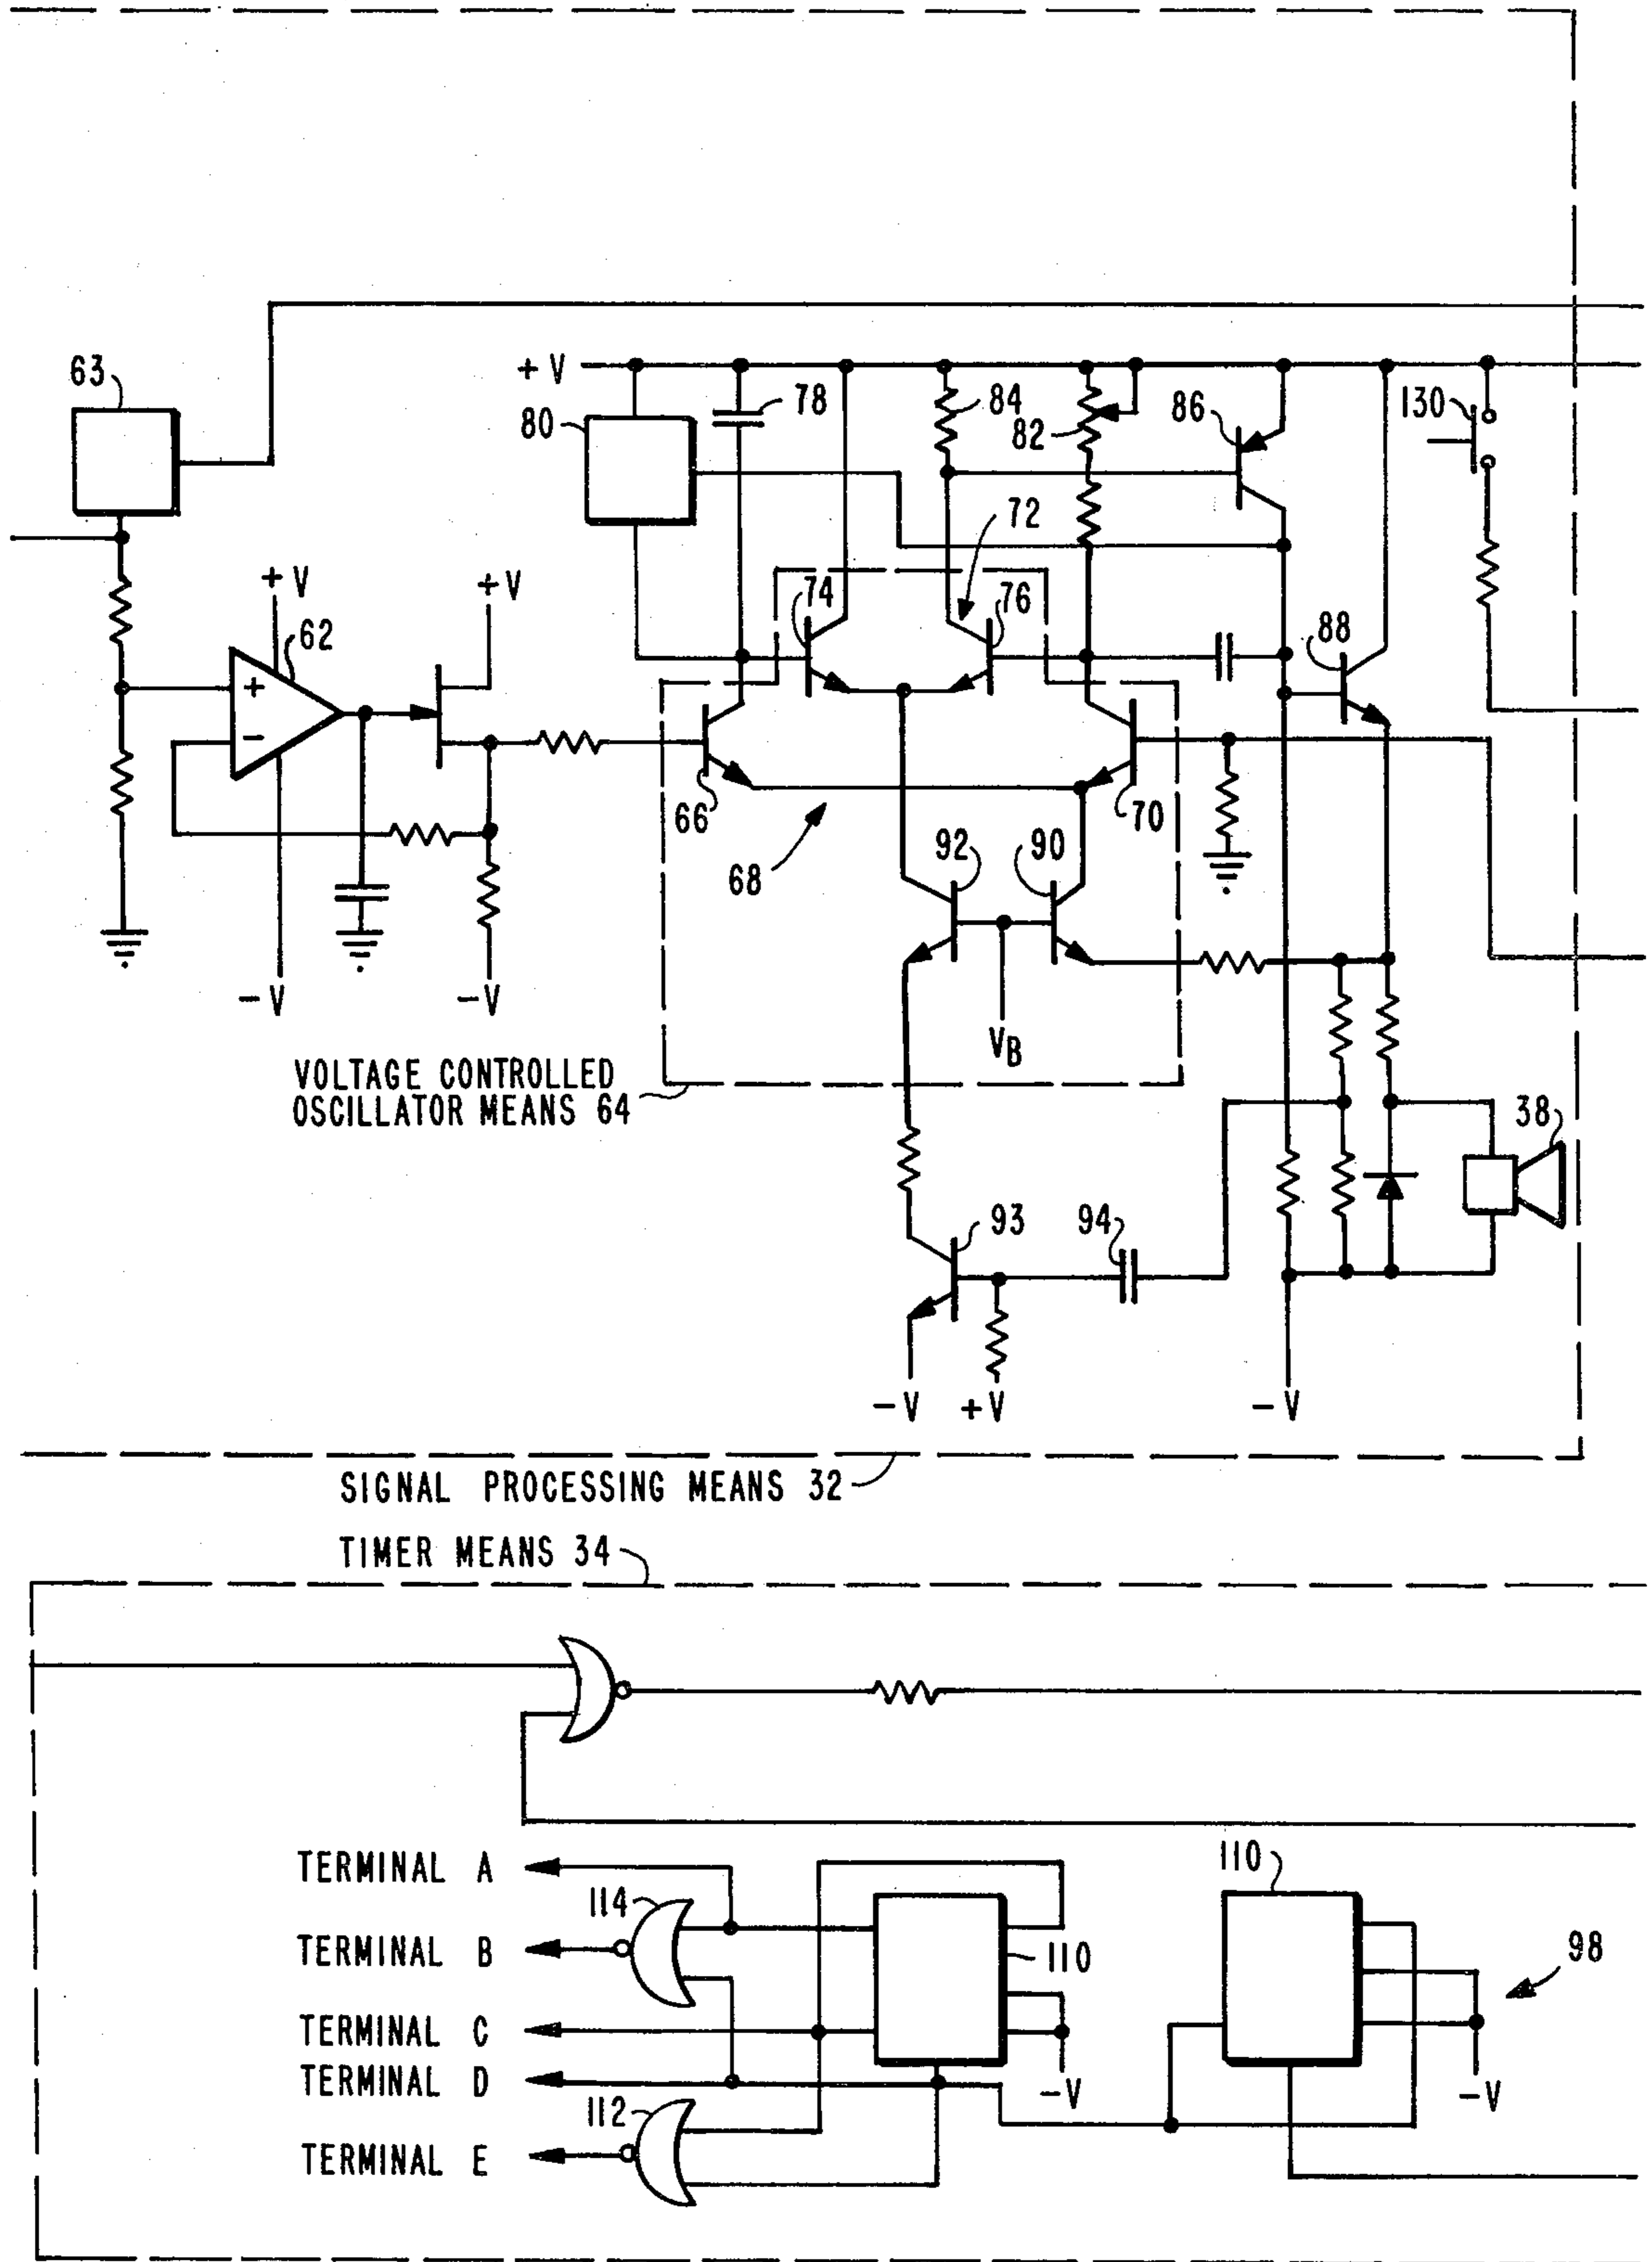 63
+V
80
78
84
82
86
130
72
+V
62
+V
74
76
88
+
-
66
70
68
92
90
-V
-V
VB
VOLTAGE CONTROLLED
OSCILLATOR MEANS 64
38
93
94
-V
+V
-V
SIGNAL PROCESSING MEANS 32
TIMER MEANS 34
TERMINAL A
114
110
TERMINAL B
110
98
TERMINAL C
TERMINAL D
-V
-V
112
TERMINAL E